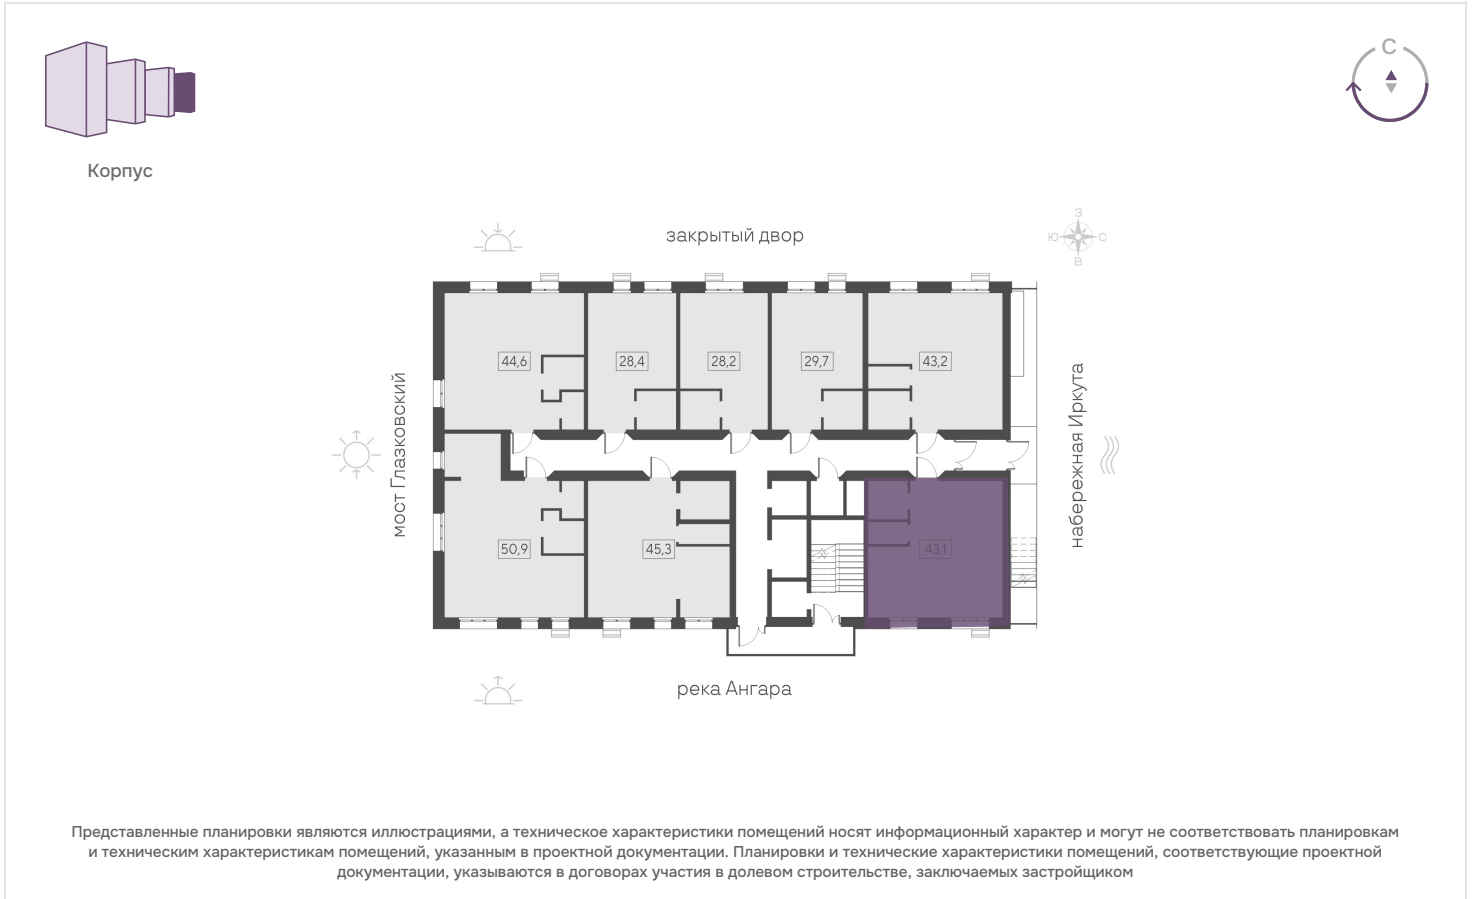 С
Корпус
закрытый двор
З
Ю
С
В
44,6
28,4
28,2
29,7
43,2
мост Глазковский
набережная Иркута
50,9
45,3
43,1
река Ангара
Представленные планировки являются иллюстрациями, а техническое характеристики помещений носят информационный характер и могут не соответствовать планировкам
и техническим характеристикам помещений, указанным в проектной документации. Планировки и технические характеристики помещений, соответствующие проектной
документации, указываются в договорах участия в долевом строительстве, заключаемых застройщиком